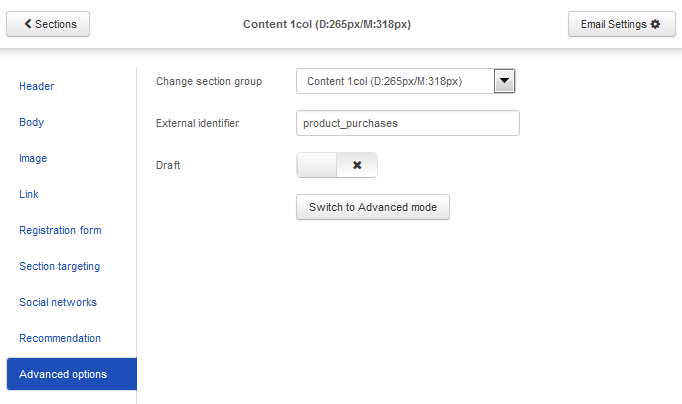 Sections
Content 1col (D:265px/M:318px)
Email Settings
Header
Body
Image
Link
Registration form
Section targeting
Social networks
Recommendation
Advanced options
Change section group
Content 1col (D:265px/M:318px)
External identifier
product_purchases
Draft
Switch to Advanced mode